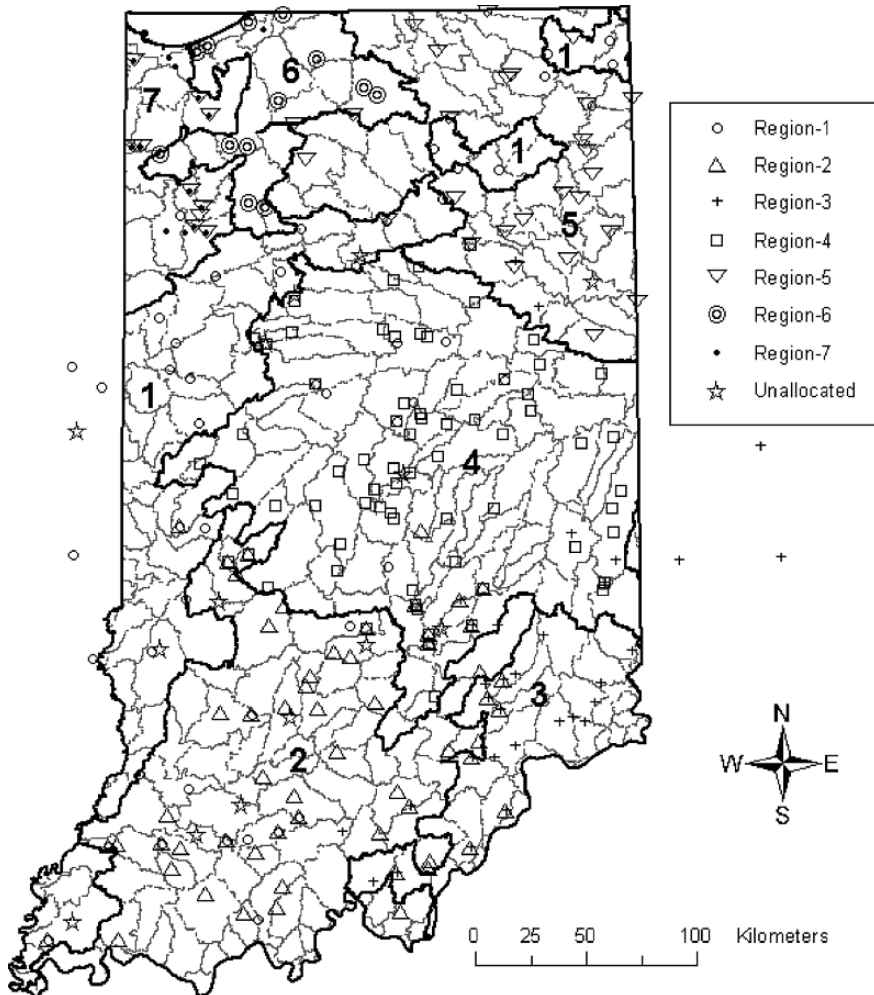 1
6
7
1
5
1
4
3
2
Region-1
Region-2
Region-3
Region-4
Region-5
Region-6
Region-7
Unallocated
N
W E
S
0 25 50 100 Kilometers